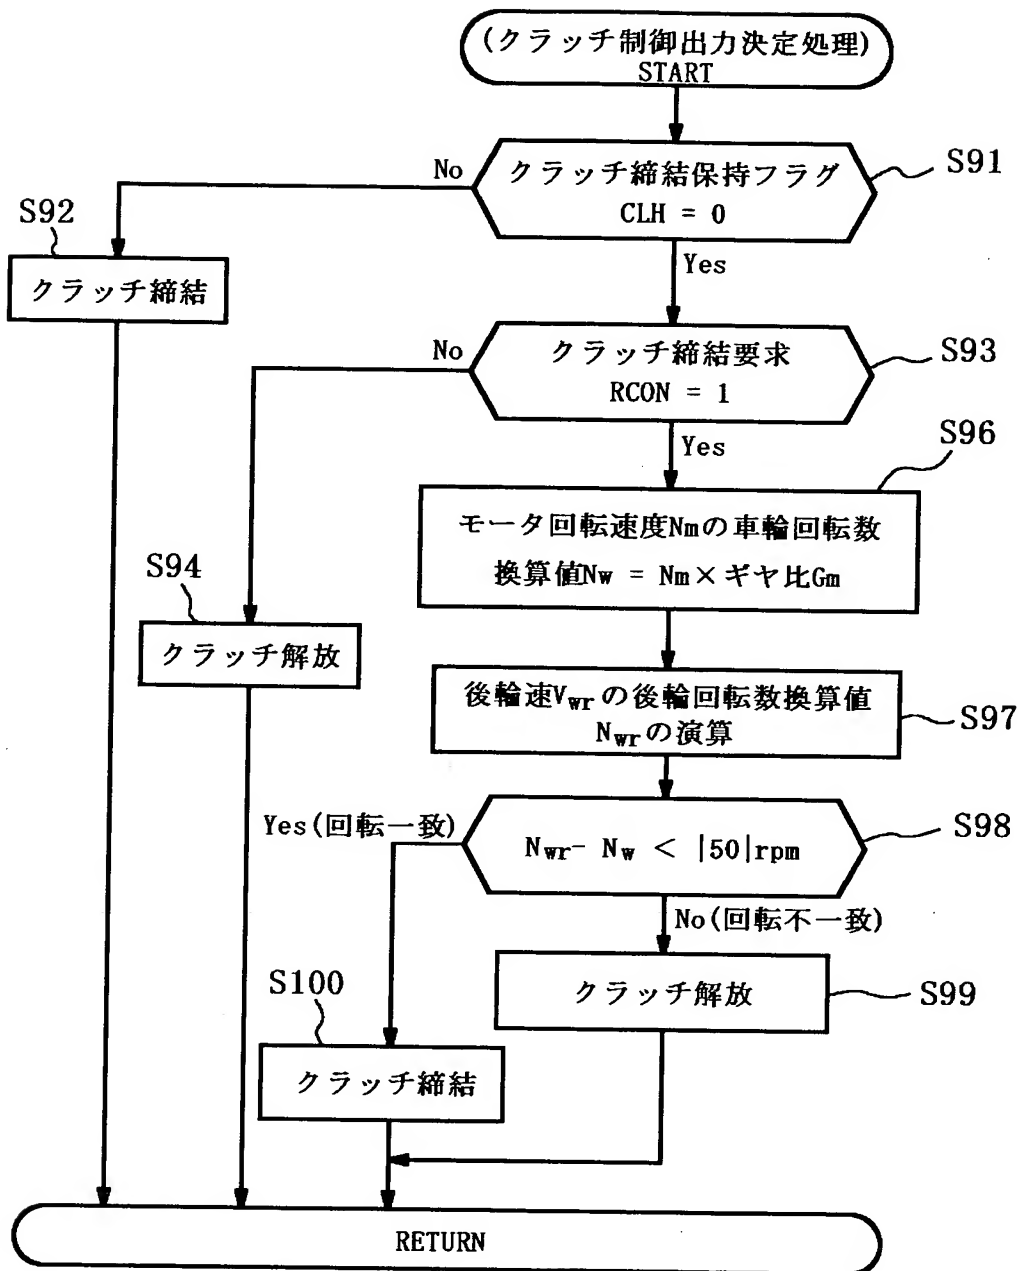 (クラッチ制御出力決定処理)
START
クラッチ締結保持フラグ
CLH = 0
S91
No
Yes
S92
クラッチ締結
クラッチ締結要求
RCON = 1
S93
No
Yes
S94
クラッチ解放
S96
モータ回転速度Nmの車輪回転数
換算値Nw = Nm×ギヤ比Gm
後輪速Vwrの後輪回転数換算値
Nwrの演算
S97
Nwr- Nw < |50|rpm
S98
Yes(回転一致)
No(回転不一致)
クラッチ解放
S99
S100
クラッチ締結
RETURN